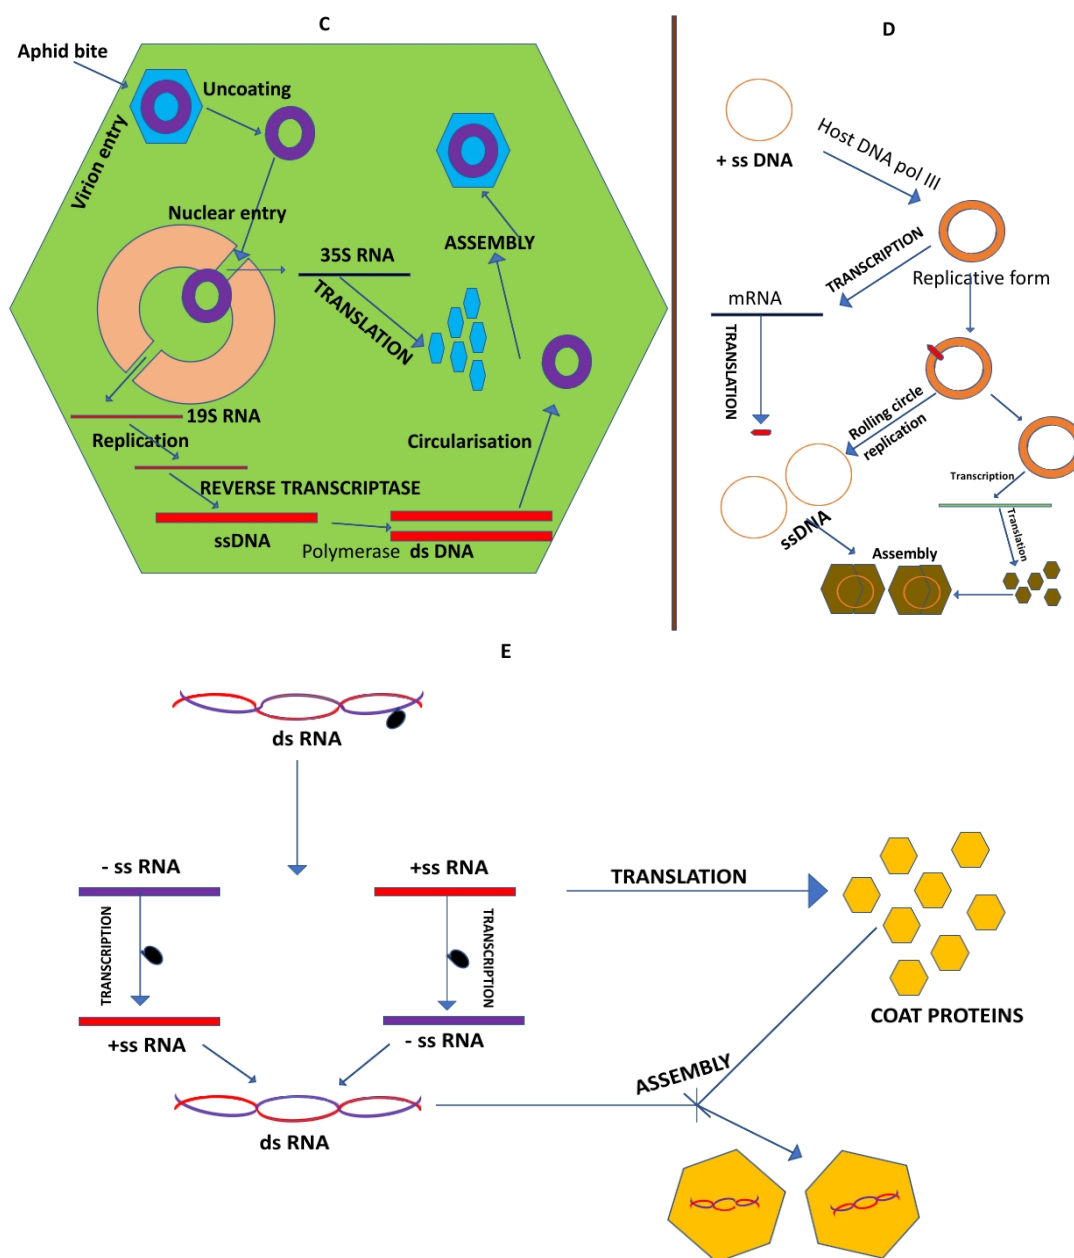 C
Aphid bite
Uncoating
Virion entry
Nuclear entry
35S RNA
TRANSLATION
ASSEMBLY
19S RNA
Replication
REVERSE TRANSCRIPTASE
ssDNA
Polymerase ds DNA
Circularisation
D
+ ss DNA
Host DNA pol III
TRANSCRIPTION
Replicative form
mRNA
TRANSLATION
Rolling circle
replication
ssDNA
Transcription
Translation
Assembly
E
ds RNA
- ss RNA
+ss RNA
TRANSLATION
TRANSCRIPTION
TRANSCRIPTION
+ss RNA
- ss RNA
COAT PROTEINS
ds RNA
ASSEMBLY